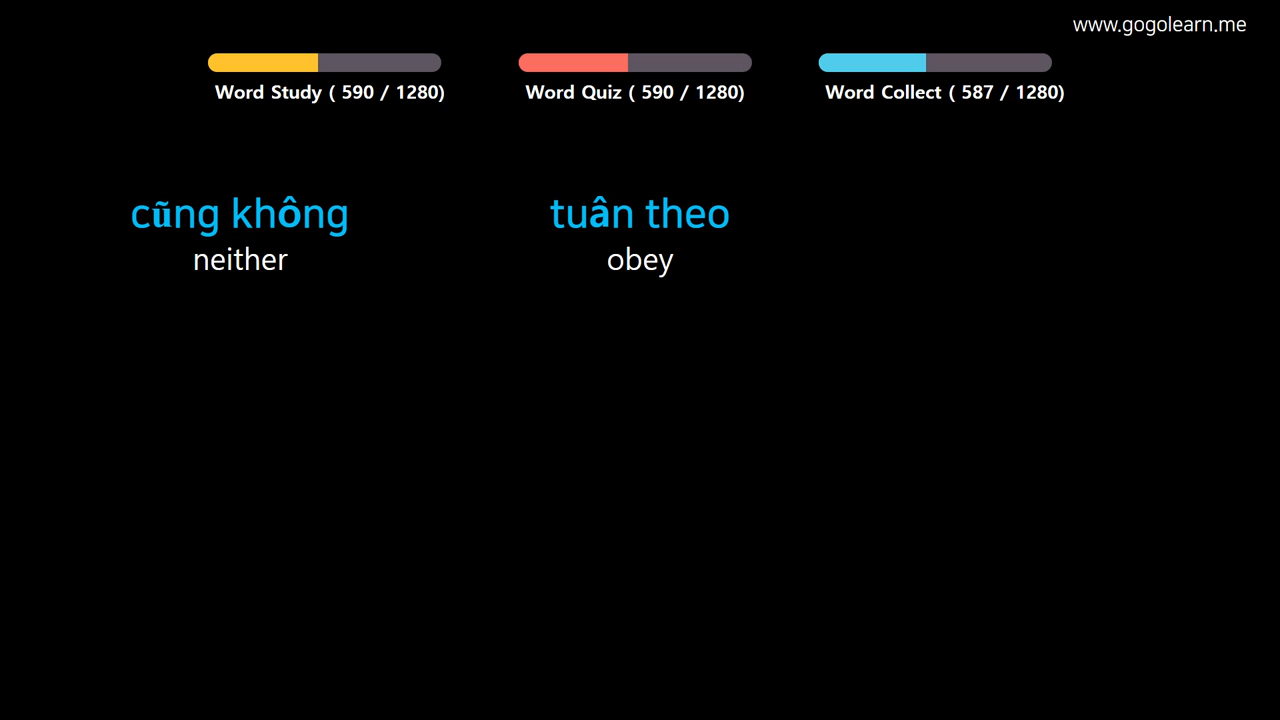 www.gogolearn.me
Word Study ( 590 / 1280)
Word Quiz ( 590 / 1280)
Word Collect ( 587 / 1280)
cũng không
neither
tuân theo
obey